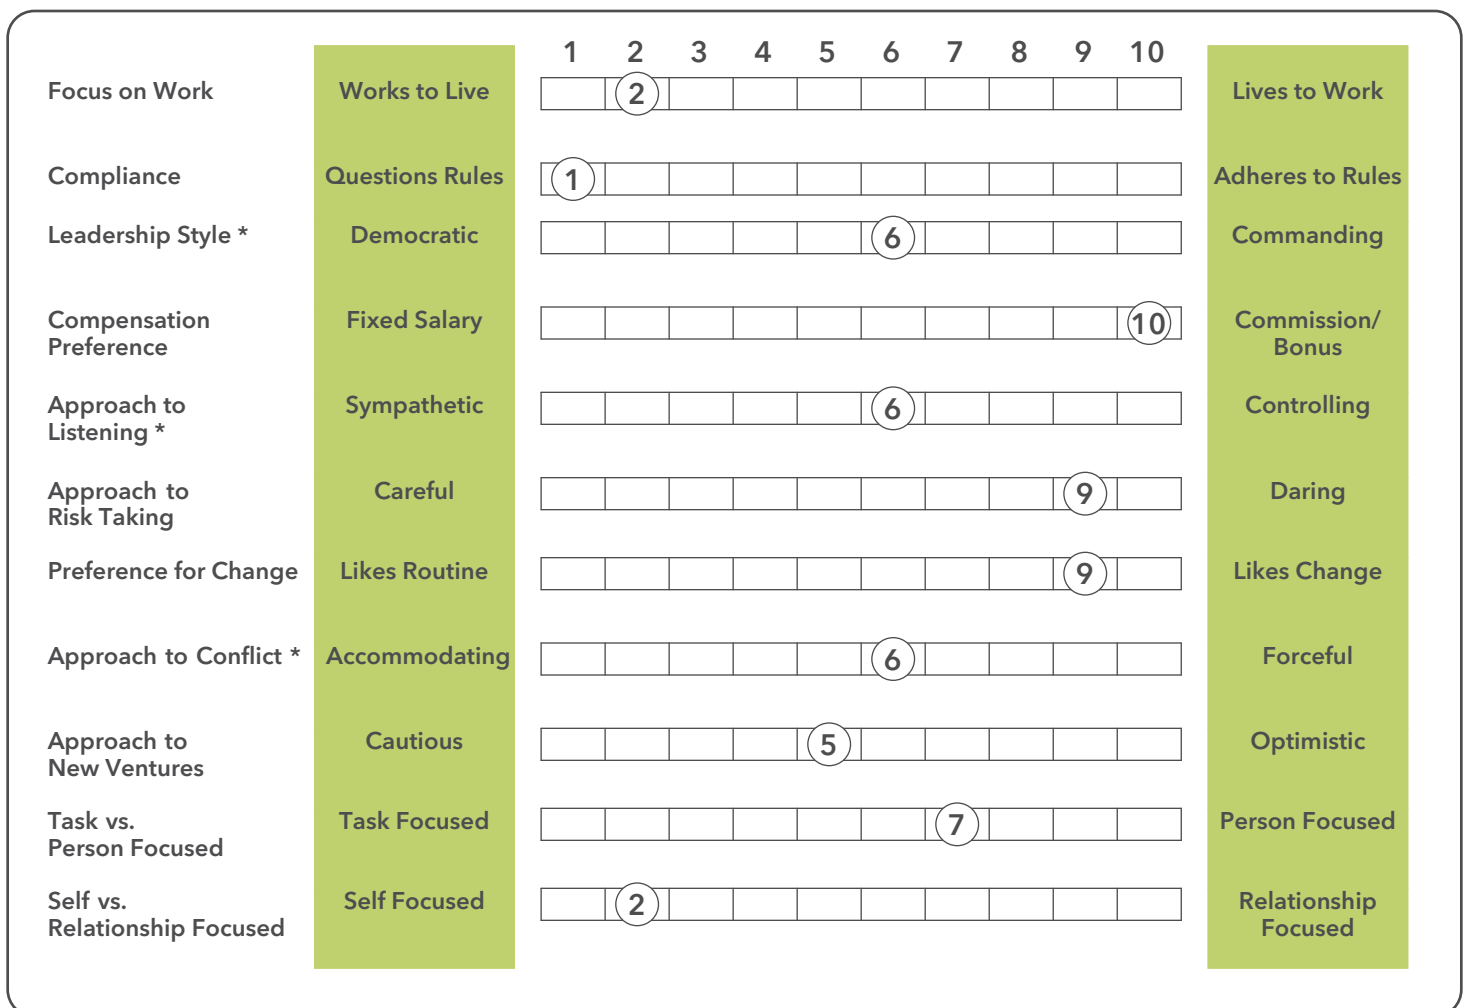 1 2 3 4 5 6 7 8 9 10
Focus on Work Works to Live 2 Lives to Work
Compliance Questions Rules 1 Adheres to Rules
Leadership Style * Democratic 6 Commanding
Compensation Fixed Salary 10 Commission/
Preference Bonus
Approach to Sympathetic 6 Controlling
Listening *
Approach to Careful 9 Daring
Risk Taking
Preference for Change Likes Routine 9 Likes Change
Approach to Conflict * Accommodating 6 Forceful
Approach to Cautious 5 Optimistic
New Ventures
Task vs. Task Focused 7 Person Focused
Person Focused
Self vs. Self Focused 2 Relationship
Relationship Focused Focused